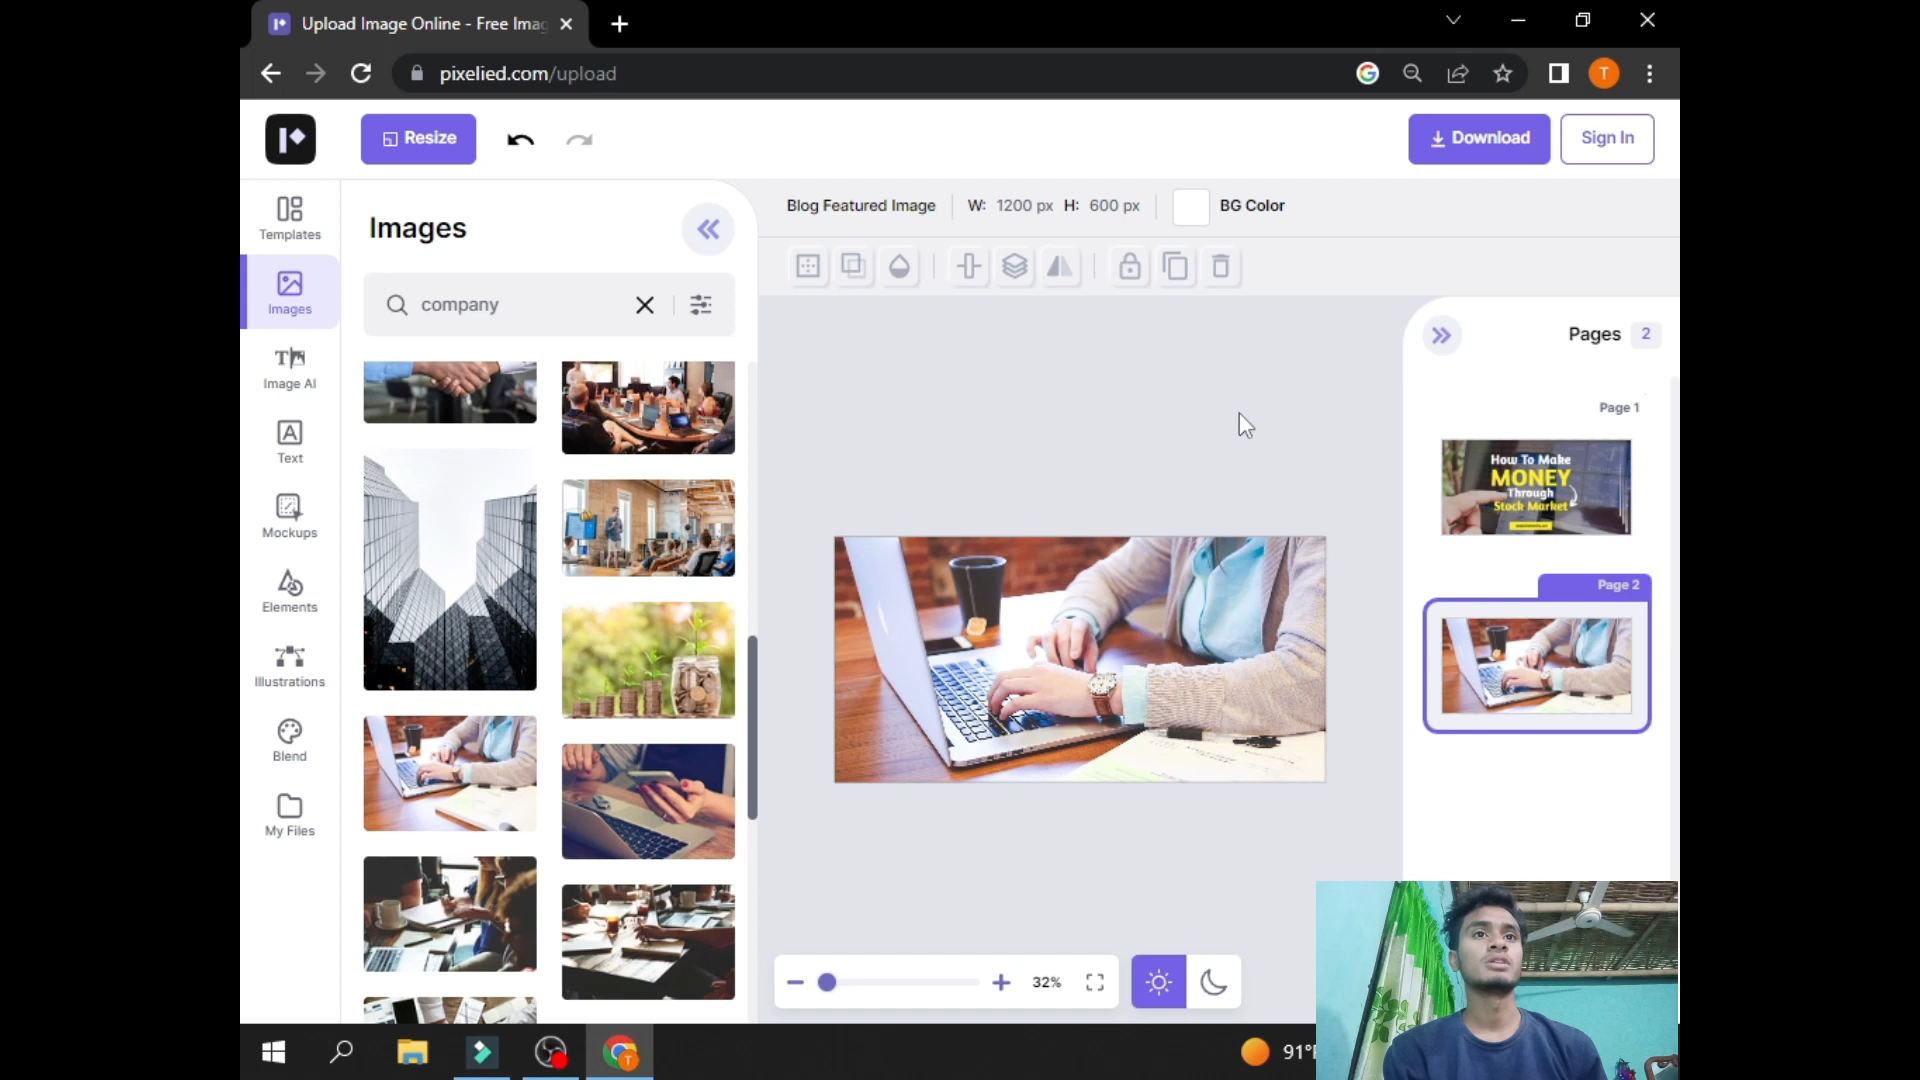 Upload Image Online - Free Imag
pixelied.com/upload
T
Resize
Download
Sign In
Templates
Images
Image AI
Text
Mockups
Elements
Illustrations
Blend
My Files
Images
company
Blog Featured Image
W: 1200 px H: 600 px
BG Color
Pages 2
Page 1
How To Make
MONEY
Through
Stock Market
Page 2
32%
91°F